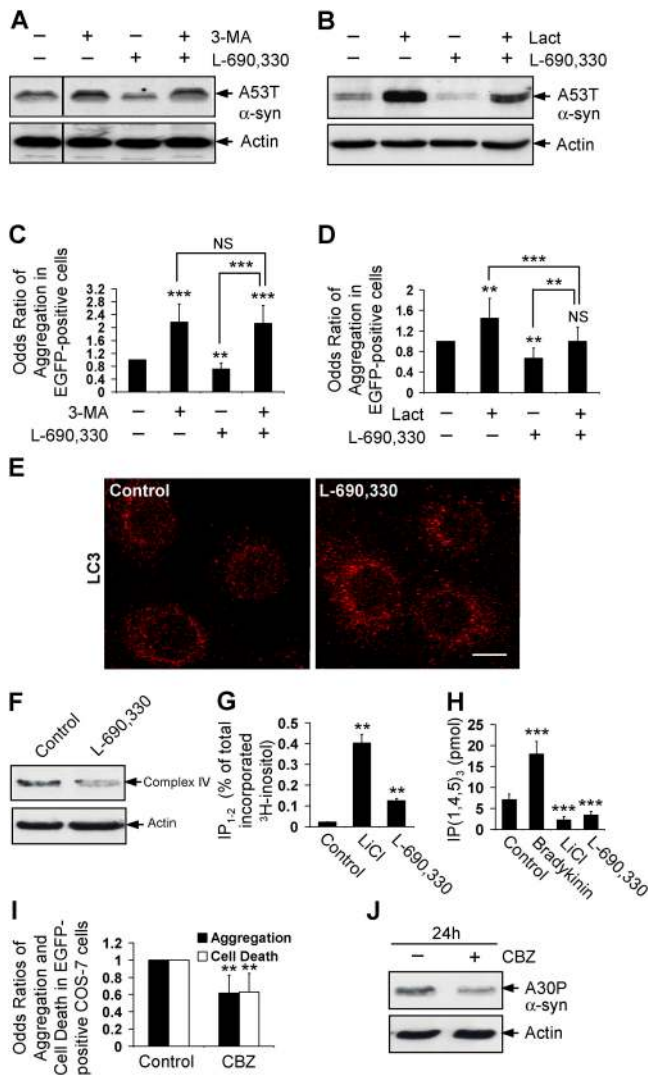 A
− + − + 3-MA
− − + + L-690,330
A53T
α-syn
Actin
B
− + − + Lact
− − + + L-690,330
A53T
α-syn
Actin
C
Odds Ratio of
Aggregation in
EGFP-positive cells
3.2
2.8
2.4
2
1.6
1.2
0.8
0.4
NS
***
***
**
***
3-MA − + − +
L-690,330 − − + +
D
Odds Ratio of
Aggregation in
EGFP-positive cells
2
1.6
1.2
0.8
0.4
0
***
**
**
**
NS
Lact − + − +
L-690,330 − − + +
E
LC3
Control
L-690,330
F
Control
L-690,330
Complex IV
Actin
G
IP1-2 (% of total
incorporated
3H-inositol)
0.5
0.4
0.3
0.2
0.1
0
**
**
Control
LiCl
L-690,330
H
IP(1,4,5)3 (pmol)
25
20
15
10
5
0
***
***
***
Control
Bradykinin
LiCl
L-690,330
I
Odds Ratios of
Aggregation and
Cell Death in EGFP-
positive COS-7 cells
1.2
1
0.8
0.6
0.4
0.2
0
Aggregation
Cell Death
** **
Control
CBZ
J
24h
− +
CBZ
A30P
α-syn
Actin